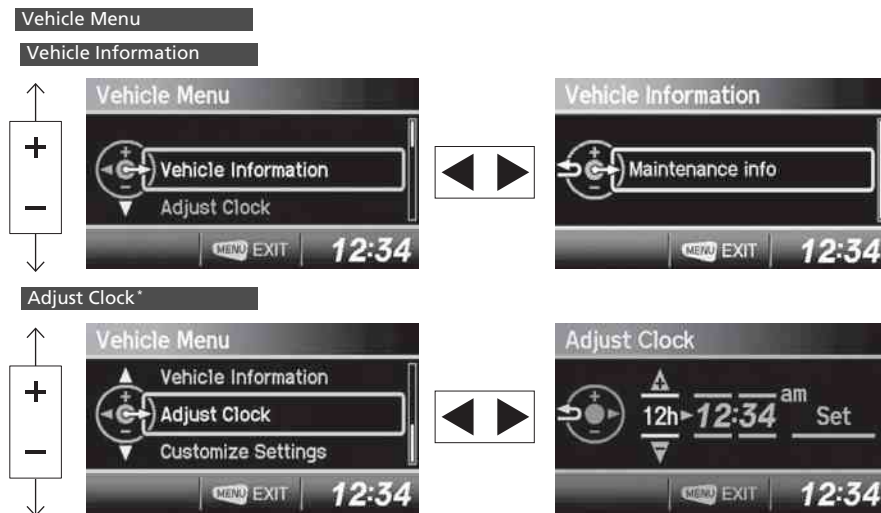 Vehicle Menu
Vehicle Information
+
−
Vehicle Menu
Vehicle Information
Adjust Clock
MENU EXIT 12:34
Vehicle Information
Maintenance info
MENU EXIT 12:34
Adjust Clock*
+
−
Vehicle Menu
Vehicle Information
Adjust Clock
Customize Settings
MENU EXIT 12:34
Adjust Clock
12h 12:34 am Set
MENU EXIT 12:34